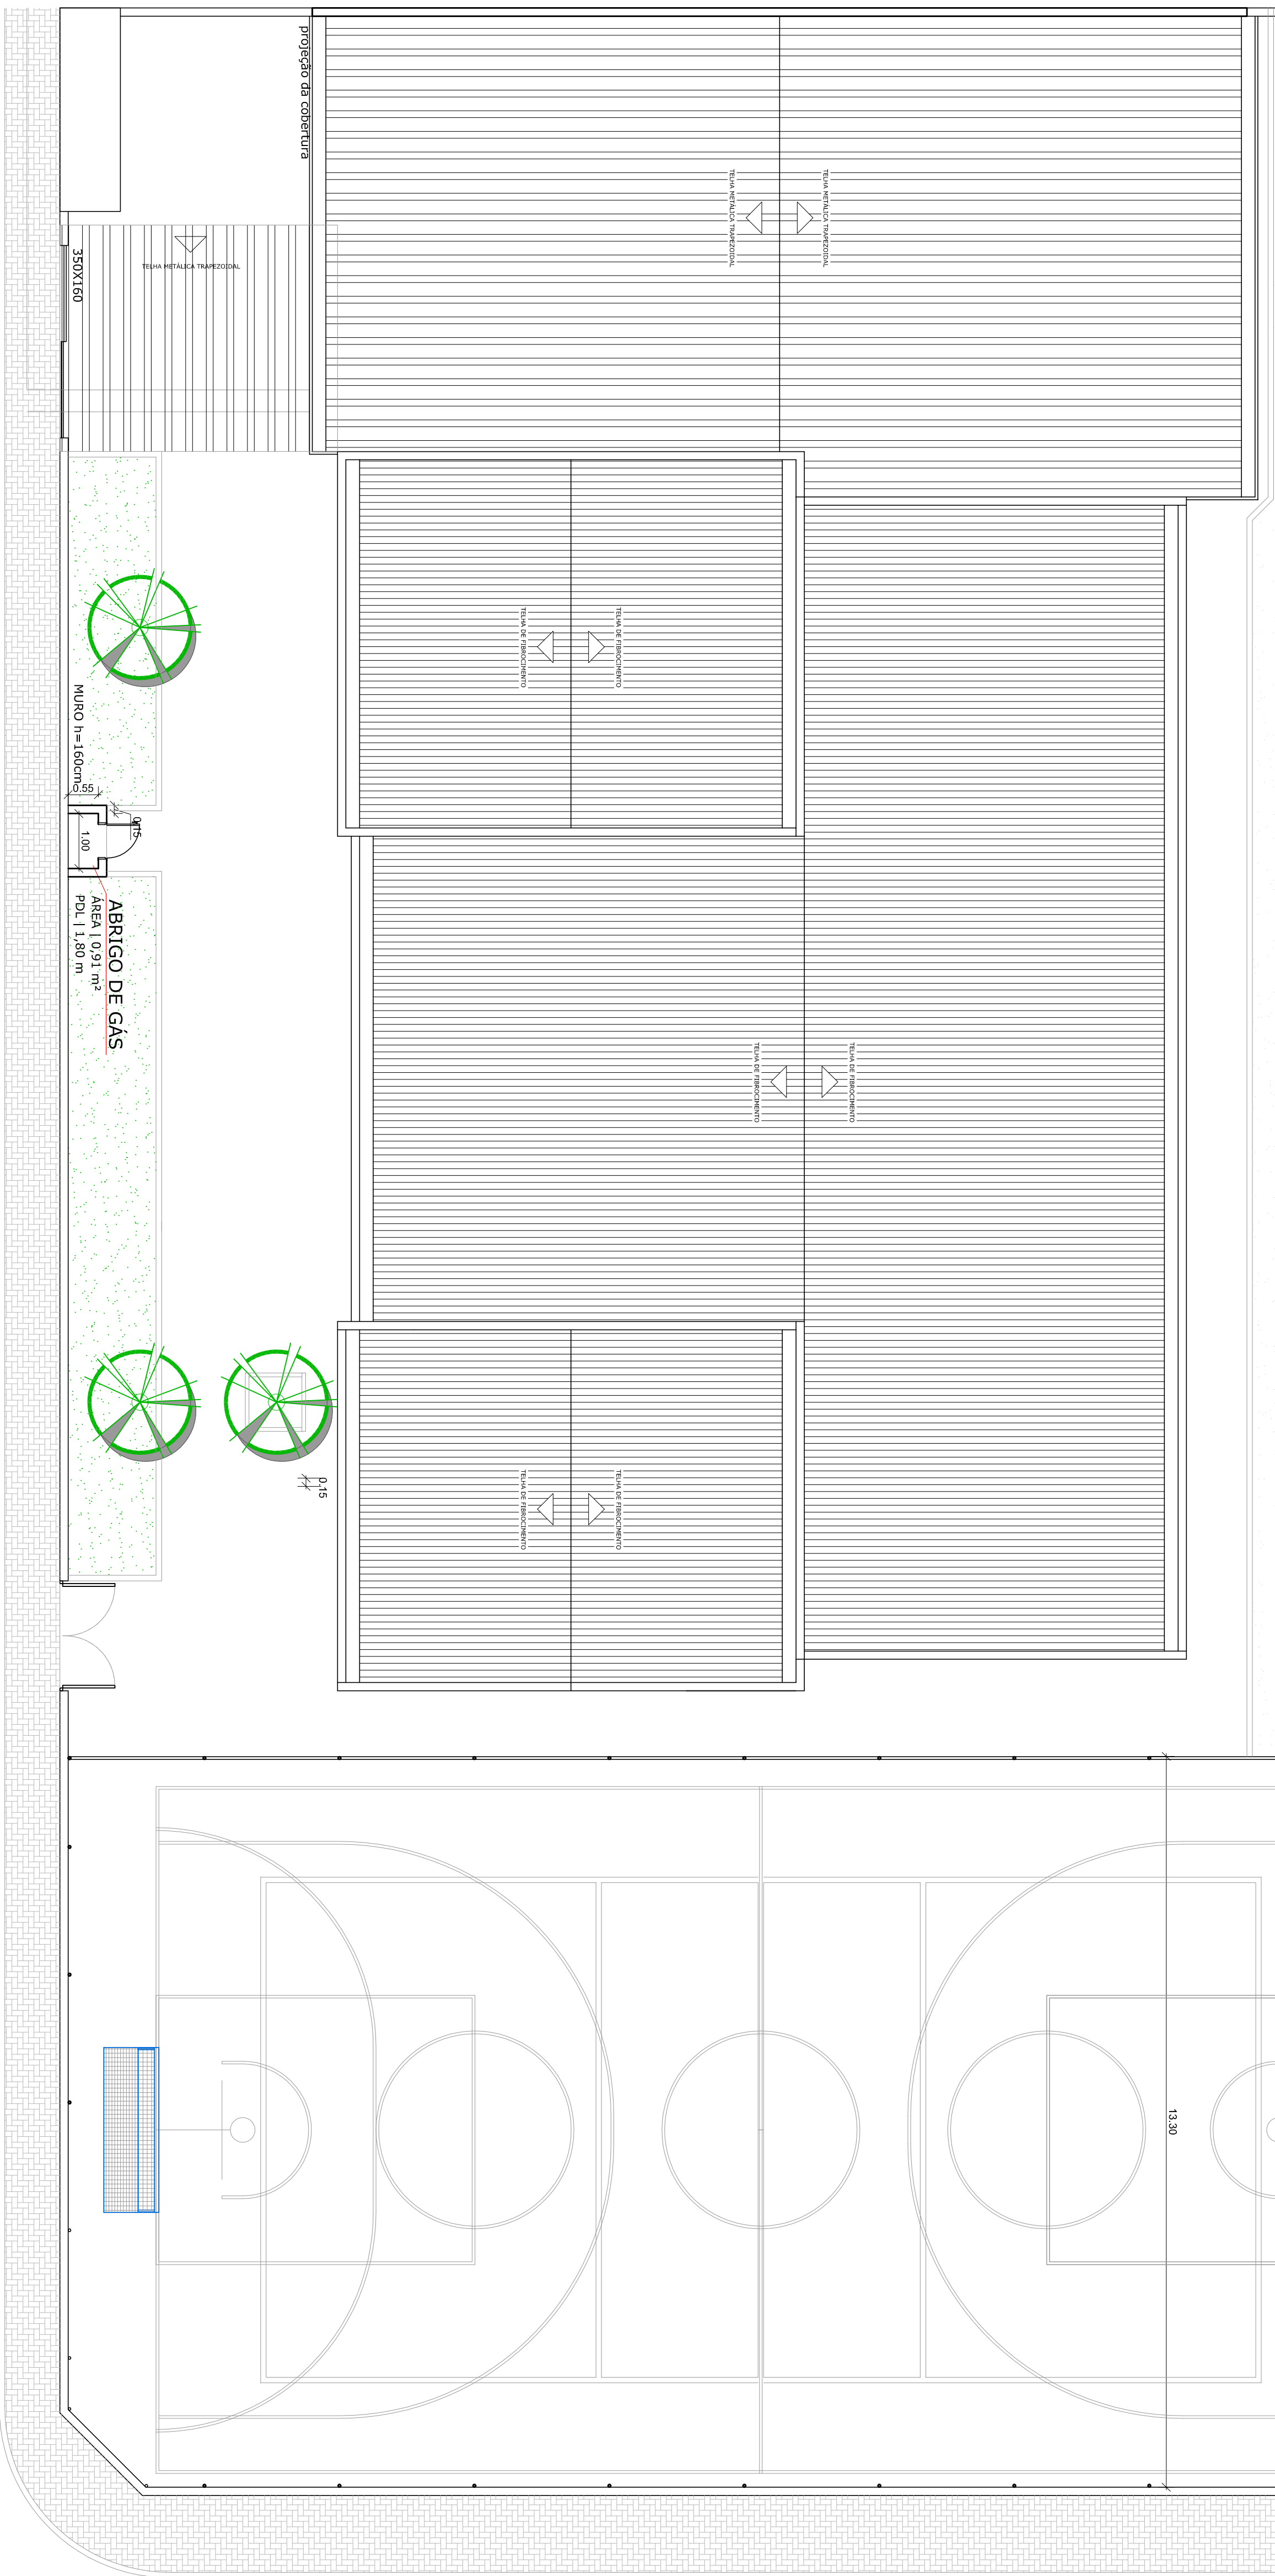 projeção da cobertura
TELHA METÁLICA TRAPEZOIDAL
TELHA METÁLICA TRAPEZOIDAL
350X160
TELHA METÁLICA TRAPEZOIDAL
TELHA DE FIBROCIMENTO
TELHA DE FIBROCIMENTO
MURO h=160cm
0.55
0.15
1.00
ABRIGO DE GÁS
ÁREA | 0,91 m²
PDL | 1,80 m
TELHA DE FIBROCIMENTO
TELHA DE FIBROCIMENTO
0.15
TELHA DE FIBROCIMENTO
TELHA DE FIBROCIMENTO
13.30